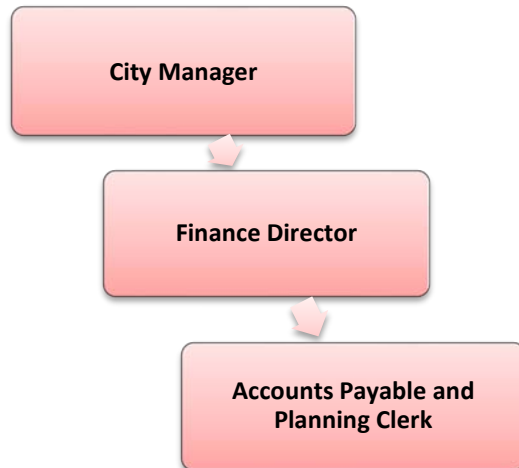 City Manager
Finance Director
Accounts Payable and
Planning Clerk